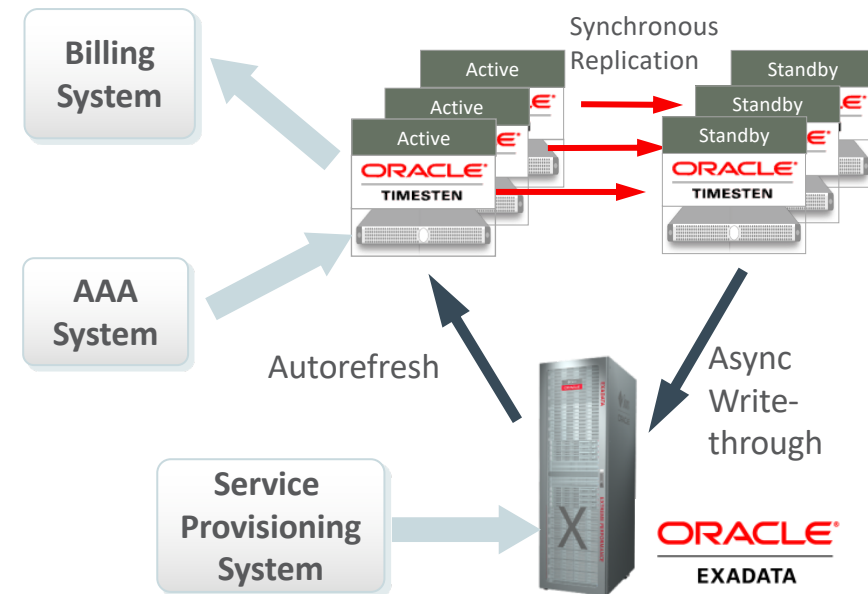 Billing
System
Synchronous
Replication
Active
Active
Active
ORACLE
TIMESTEN
Standby
Standby
Standby
ORACLE
TIMESTEN
AAA
System
Autorefresh
Async
Write-
through
Service
Provisioning
System
X
ORACLE
EXADATA